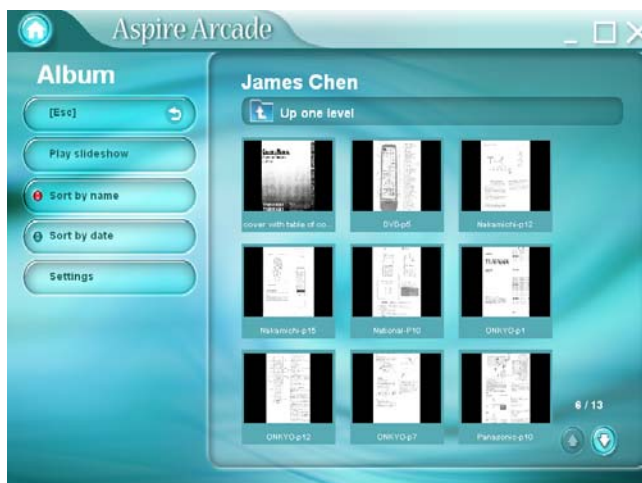 Aspire Arcade
Album
[Esc]
Play slideshow
Sort by name
Sort by date
Settings
James Chen
Up one level
cover with table of co...
DVD-p5
Nakamichi-p12
Nakamichi-p15
National-P10
ONKYO-p1
ONKYO-p12
ONKYO-p7
Panasonic-p10
6 / 13